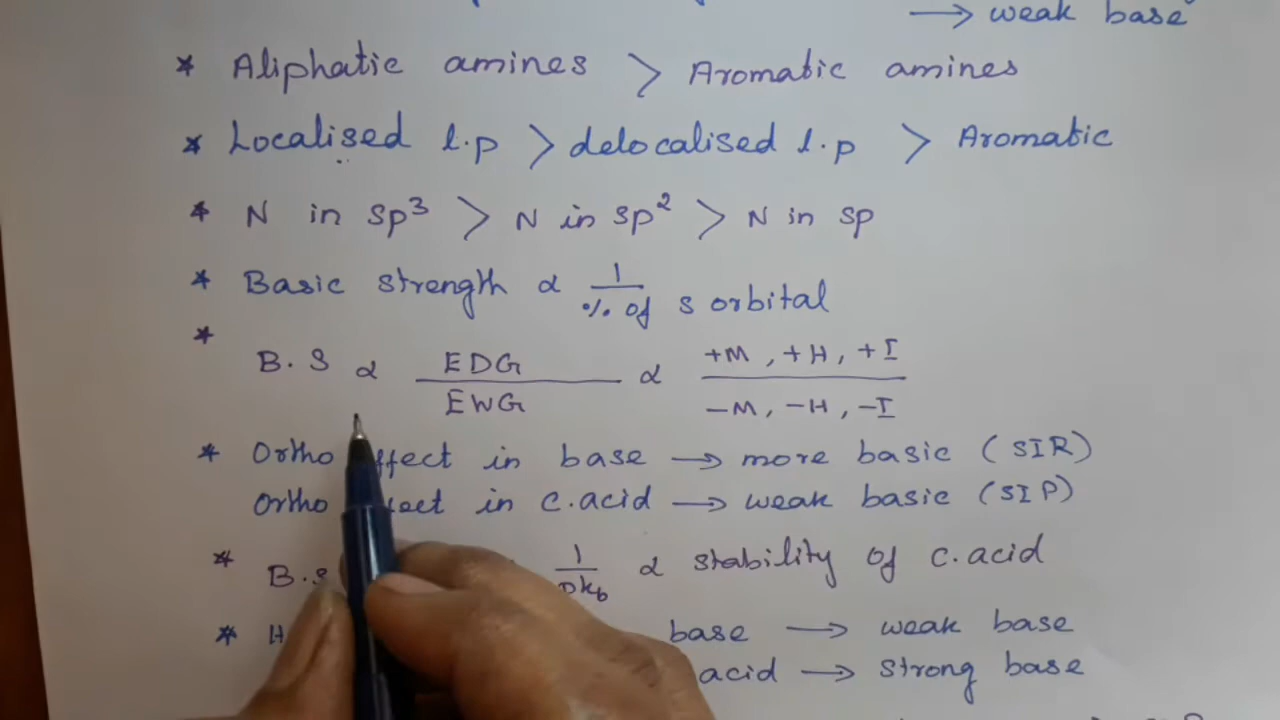 → weak base
* Aliphatic amines > Aromatic amines
* Localised l.p > delocalised l.p > Aromatic
* N in sp³ > N in sp² > N in sp
* Basic strength ∝ 1 / % of s orbital
* B.S ∝ EDG / EWG ∝ +M, +H, +I / -M, -H, -I
* Ortho effect in base → more basic (SIR)
Ortho in c.acid → weak basic (SIP)
* B.S 1 / pkb ∝ stability of c.acid
* H base → weak base
acid → strong base